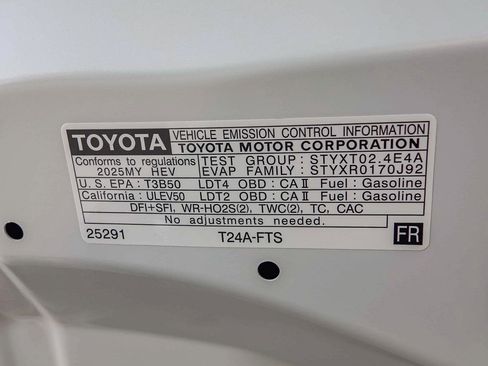 TOYOTA VEHICLE EMISSION CONTROL INFORMATION
TOYOTA MOTOR CORPORATION
Conforms to regulations TEST GROUP: STYXT02.4E4A
2025MY HEV EVAP FAMILY: STYXR0170J92
U.S. EPA: T3B50 LDT4 OBD: CAⅡ Fuel: Gasoline
California: ULEV50 LDT2 OBD: CAⅡ Fuel: Gasoline
DFI+SFI, WR-HO2S(2), TWC(2), TC, CAC
No adjustments needed.
25291 T24A-FTS FR